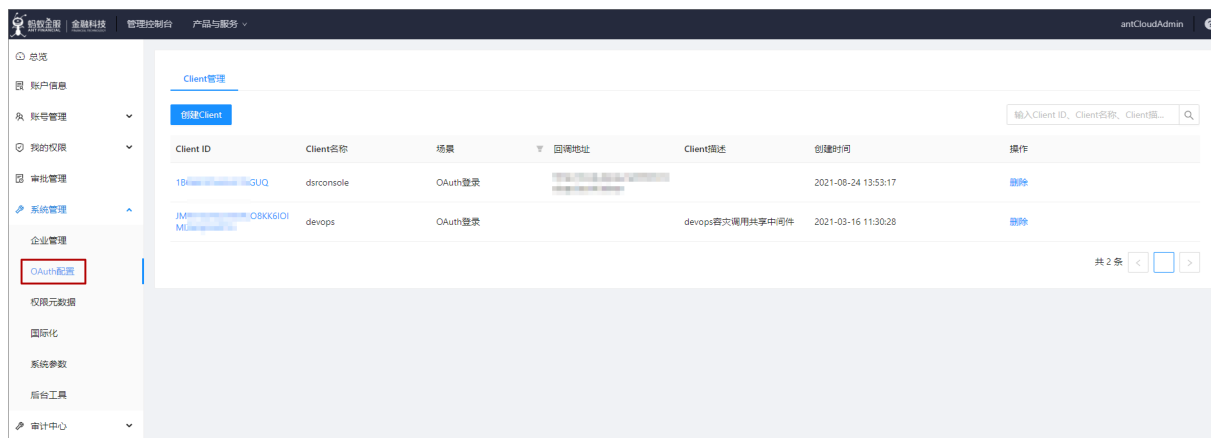 蚂蚁金服 金融科技 管理控制台 产品与服务 antCloudAdmin
ANT FINANCIAL FINANCIAL TECHNOLOGY
总览
账户信息
账号管理
我的权限
审批管理
系统管理
企业管理
OAuth配置
权限元数据
国际化
系统参数
后台工具
审计中心
Client管理
创建Client 输入Client ID、Client名称、Client描...
Client ID Client名称 场景 回调地址 Client描述 创建时间 操作
18 GUQ dsrconsole OAuth登录 2021-08-24 13:53:17 删除
JM O8KK6IOI
devops OAuth登录 devops容灾调用共享中间件 2021-03-16 11:30:28 删除
共 2 条 < >